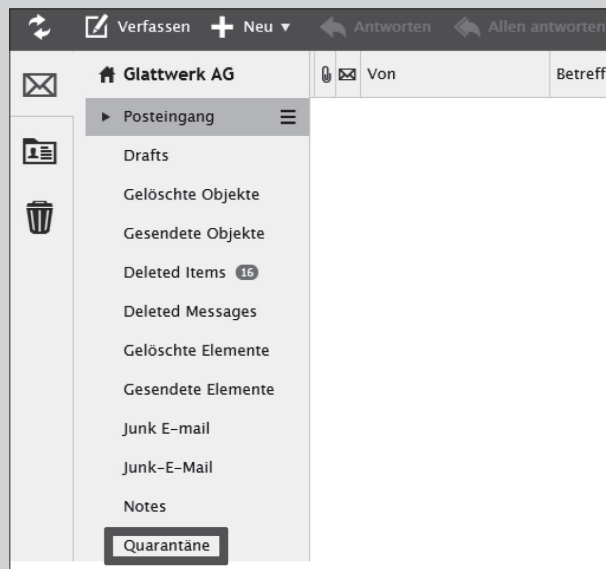 Verfassen Neu Antworten Allen antworten
Glattwerk AG
Von Betreff
Posteingang
Drafts
Gelöschte Objekte
Gesendete Objekte
Deleted Items 16
Deleted Messages
Gelöschte Elemente
Gesendete Elemente
Junk E-mail
Junk-E-Mail
Notes
Quarantäne